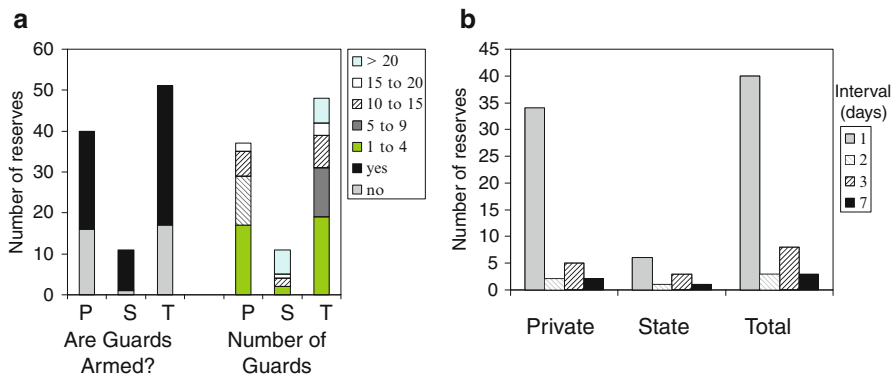 a
Number of reserves
60
50
40
30
20
10
0
P S T P S T
Are Guards
Armed?
Number of
Guards
> 20
15 to 20
10 to 15
5 to 9
1 to 4
yes
no
b
Number of reserves
45
40
35
30
25
20
15
10
5
0
Private State Total
Interval
(days)
1
2
3
7